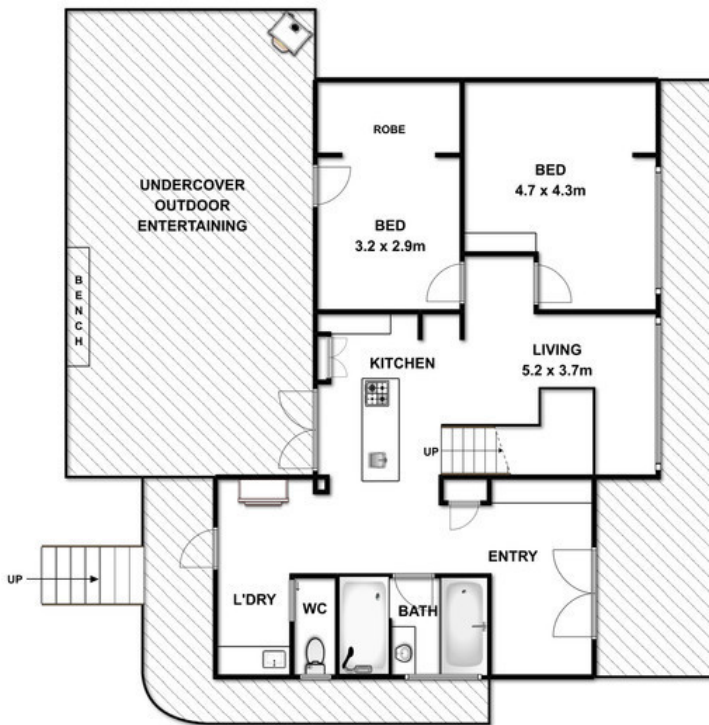 UNDERCOVER
OUTDOOR
ENTERTAINING
BENCH
ROBE
BED
3.2 x 2.9m
BED
4.7 x 4.3m
KITCHEN
LIVING
5.2 x 3.7m
UP
ENTRY
UP
L'DRY
WC
BATH